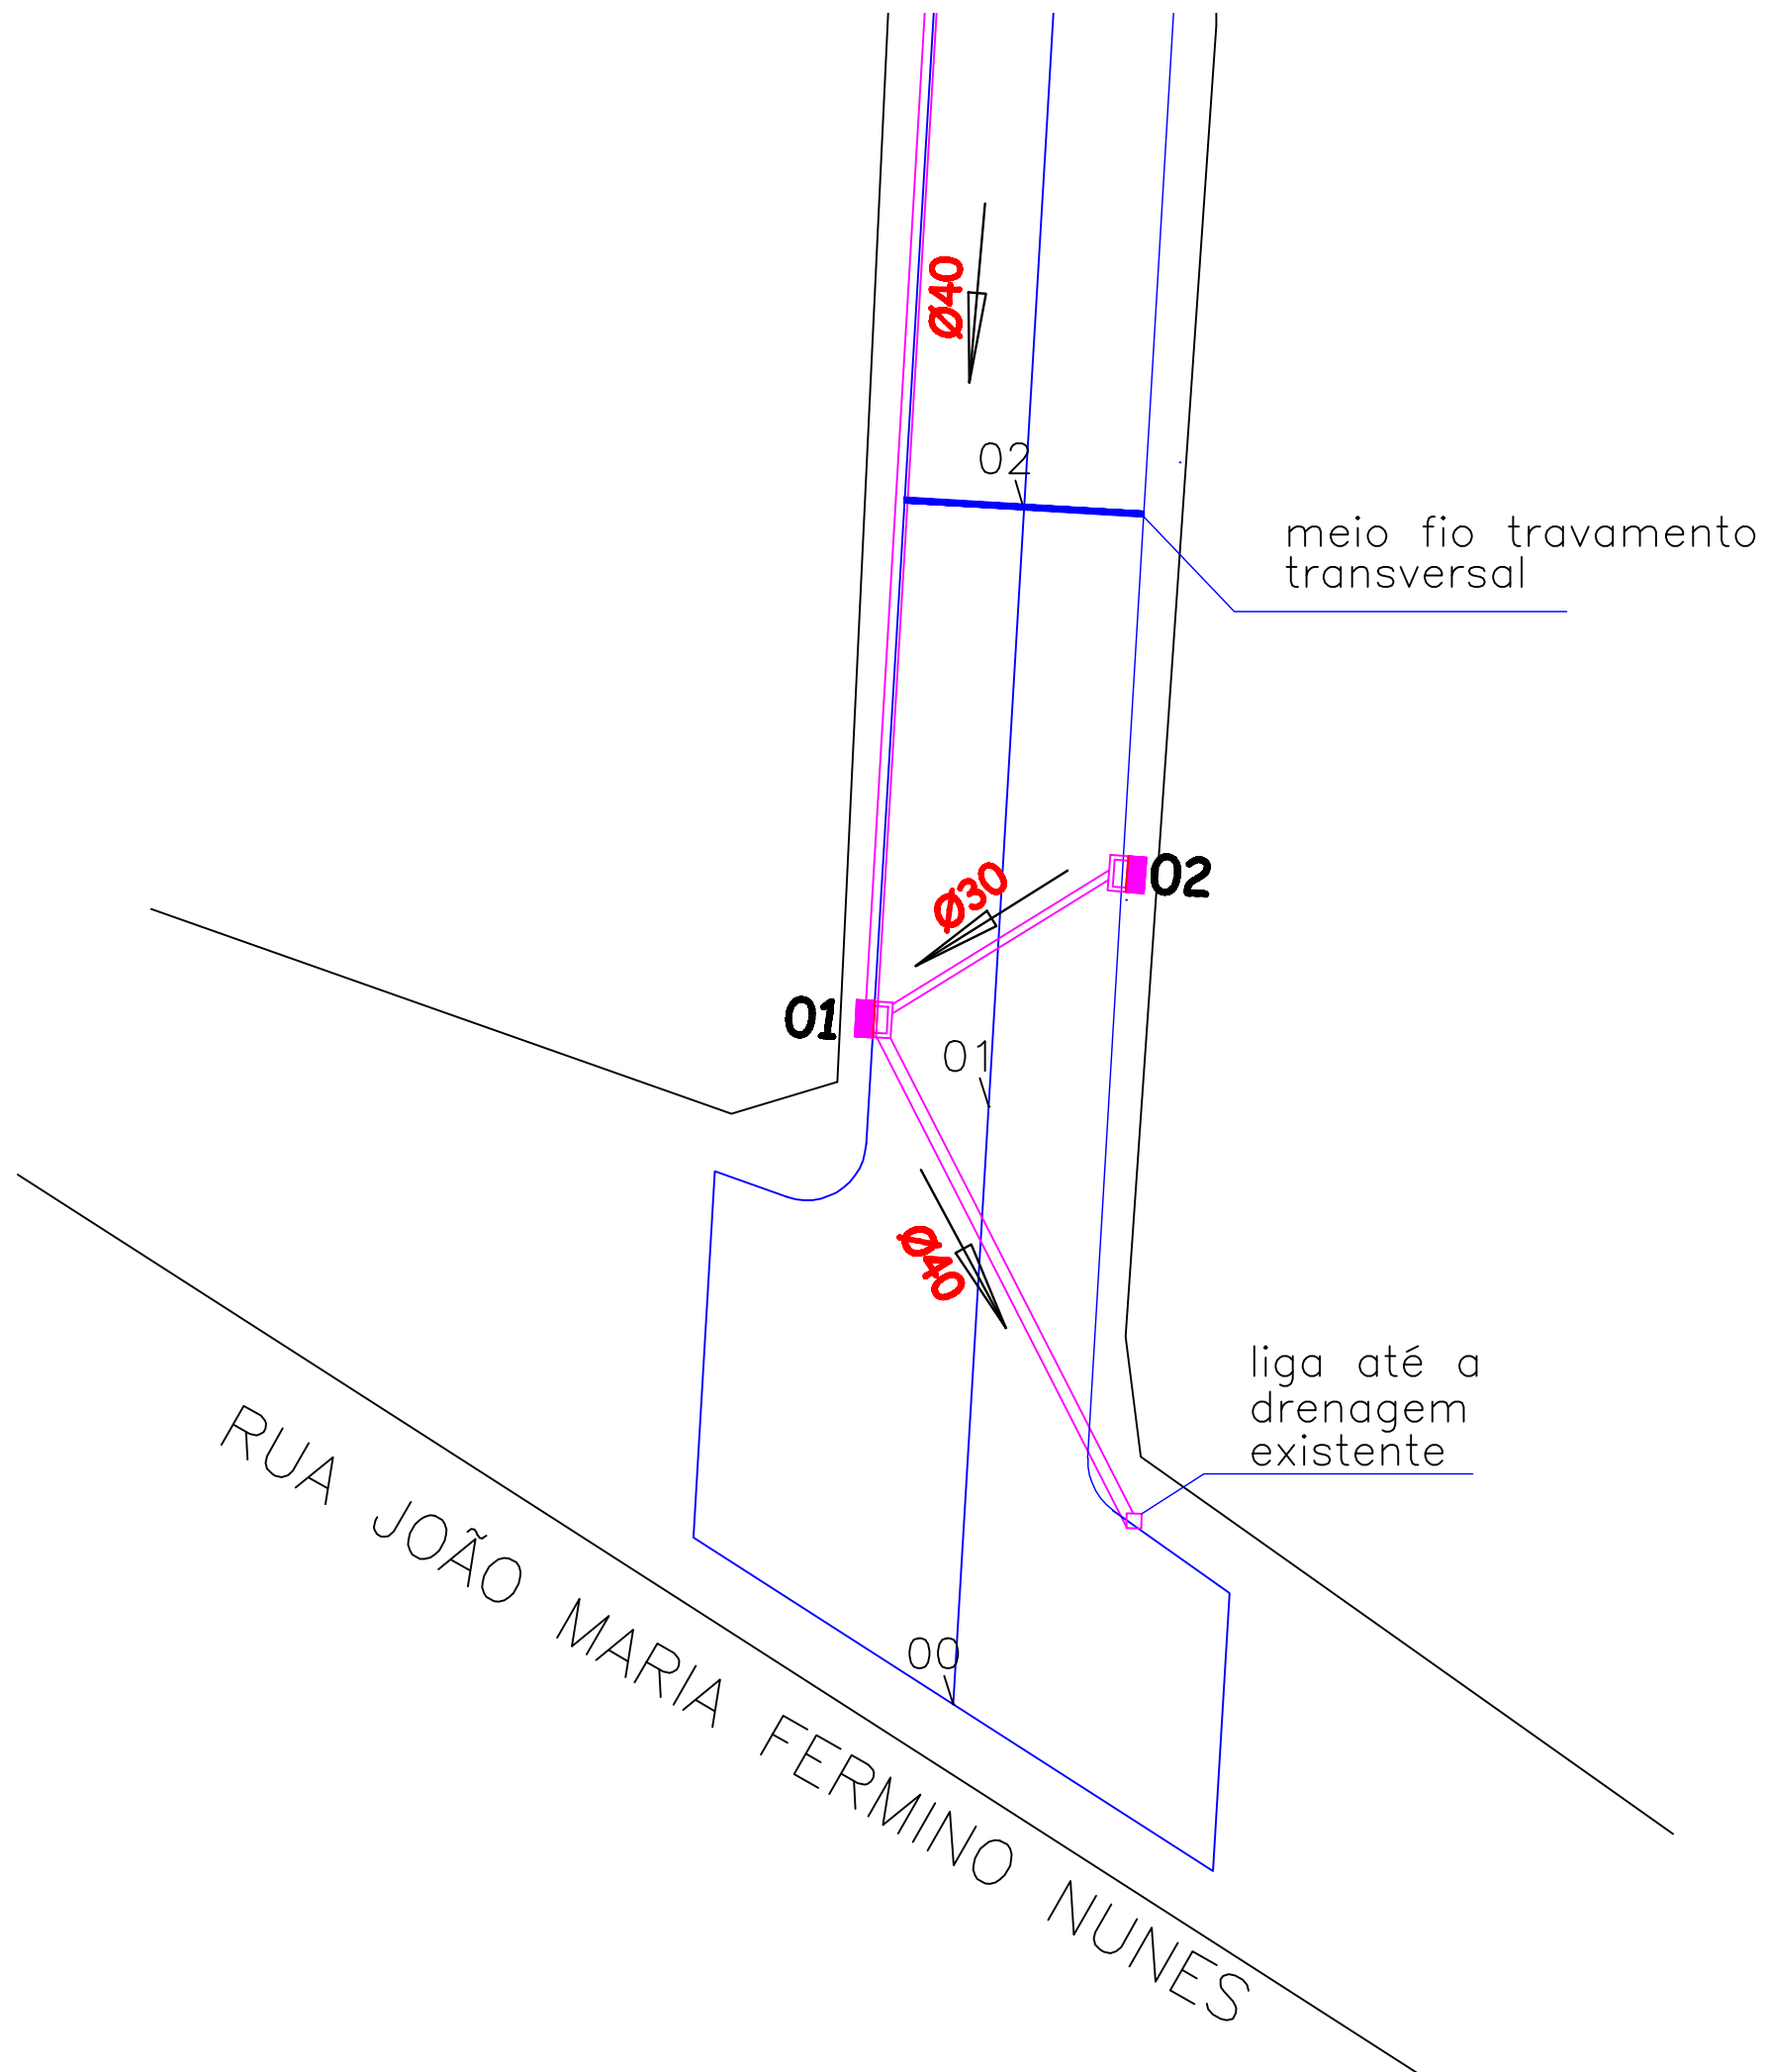 Ø40
02
meio fio travamento
transversal
Ø30
02
01
01
Ø40
liga até a
drenagem
existente
00
RUA JOÃO MARIA FERMINO NUNES